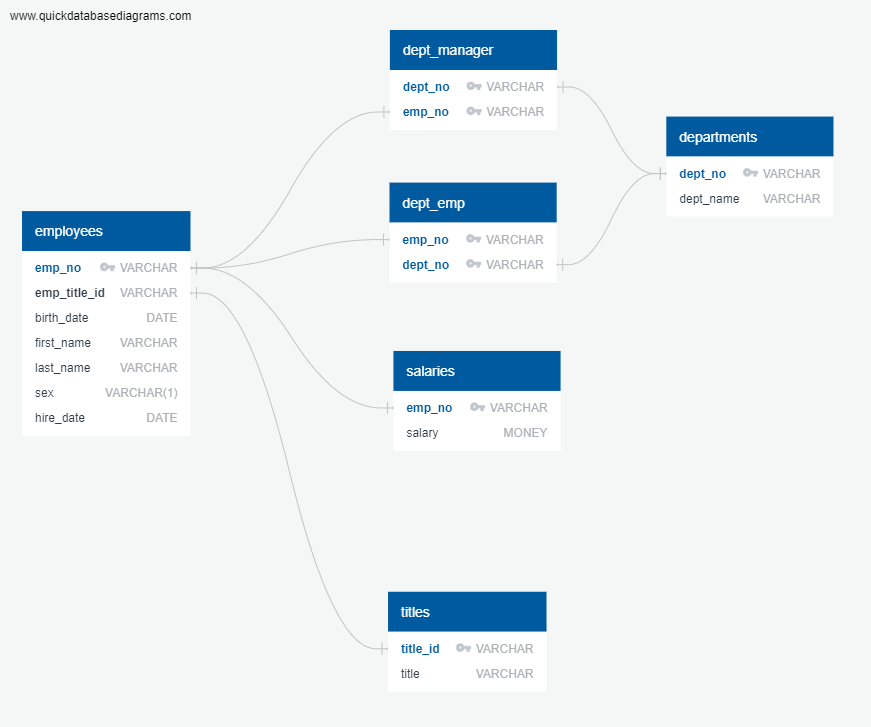 www.quickdatabasediagrams.com
dept_manager
dept_no VARCHAR
emp_no VARCHAR
departments
dept_no VARCHAR
dept_name VARCHAR
dept_emp
emp_no VARCHAR
dept_no VARCHAR
employees
emp_no VARCHAR
emp_title_id VARCHAR
birth_date DATE
first_name VARCHAR
last_name VARCHAR
sex VARCHAR(1)
hire_date DATE
salaries
emp_no VARCHAR
salary MONEY
titles
title_id VARCHAR
title VARCHAR